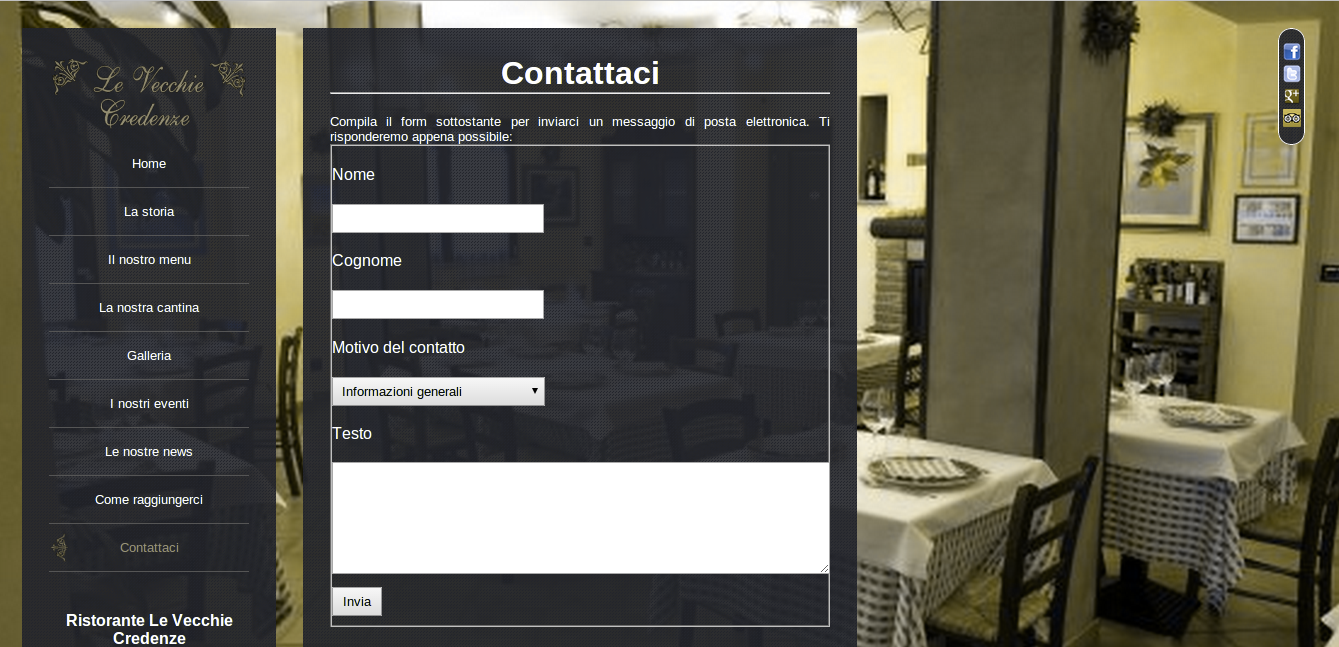 Le Vecchie
Credenze
Home
La storia
Il nostro menu
La nostra cantina
Galleria
I nostri eventi
Le nostre news
Come raggiungerci
Contattaci
Ristorante Le Vecchie
Credenze
Contattaci
Compila il form sottostante per inviarci un messaggio di posta elettronica. Ti
risponderemo appena possibile:
Nome
Cognome
Motivo del contatto
Informazioni generali
Testo
Invia